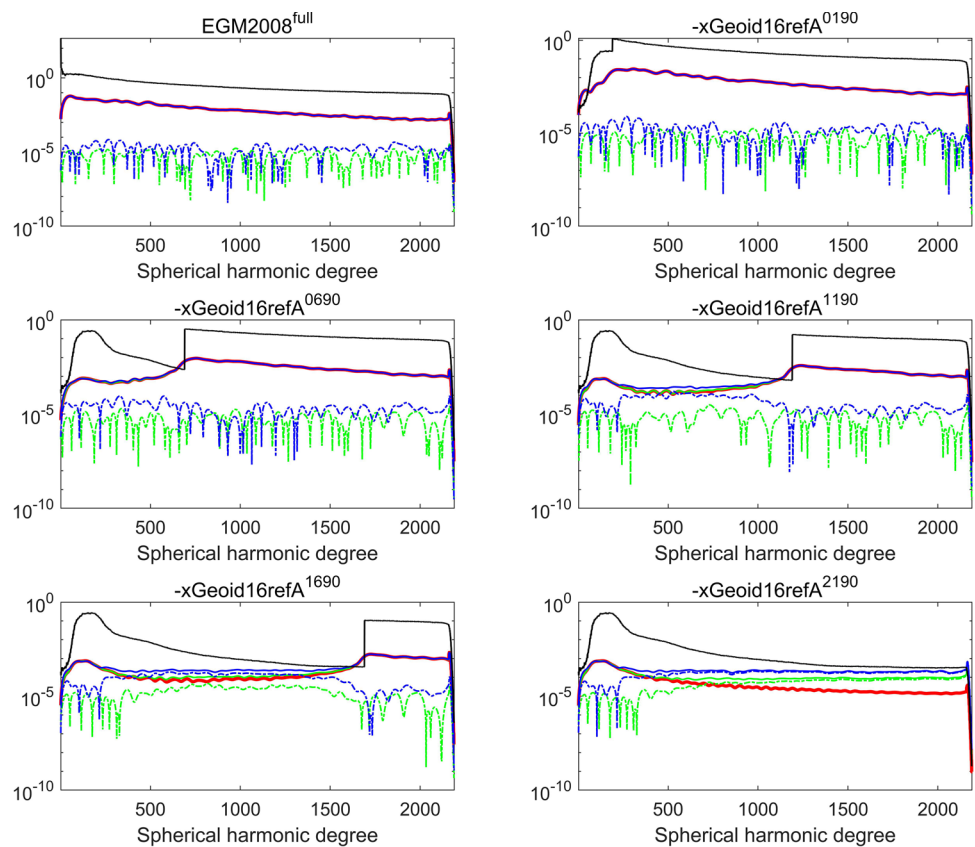 EGM2008^full
10^0
10^-5
10^-10
500 1000 1500 2000
Spherical harmonic degree
-xGeoid16refA^0190
10^0
10^-5
10^-10
500 1000 1500 2000
Spherical harmonic degree
-xGeoid16refA^0690
10^0
10^-5
10^-10
500 1000 1500 2000
Spherical harmonic degree
-xGeoid16refA^1190
10^0
10^-5
10^-10
500 1000 1500 2000
Spherical harmonic degree
-xGeoid16refA^1690
10^0
10^-5
10^-10
500 1000 1500 2000
Spherical harmonic degree
-xGeoid16refA^2190
10^0
10^-5
10^-10
500 1000 1500 2000
Spherical harmonic degree